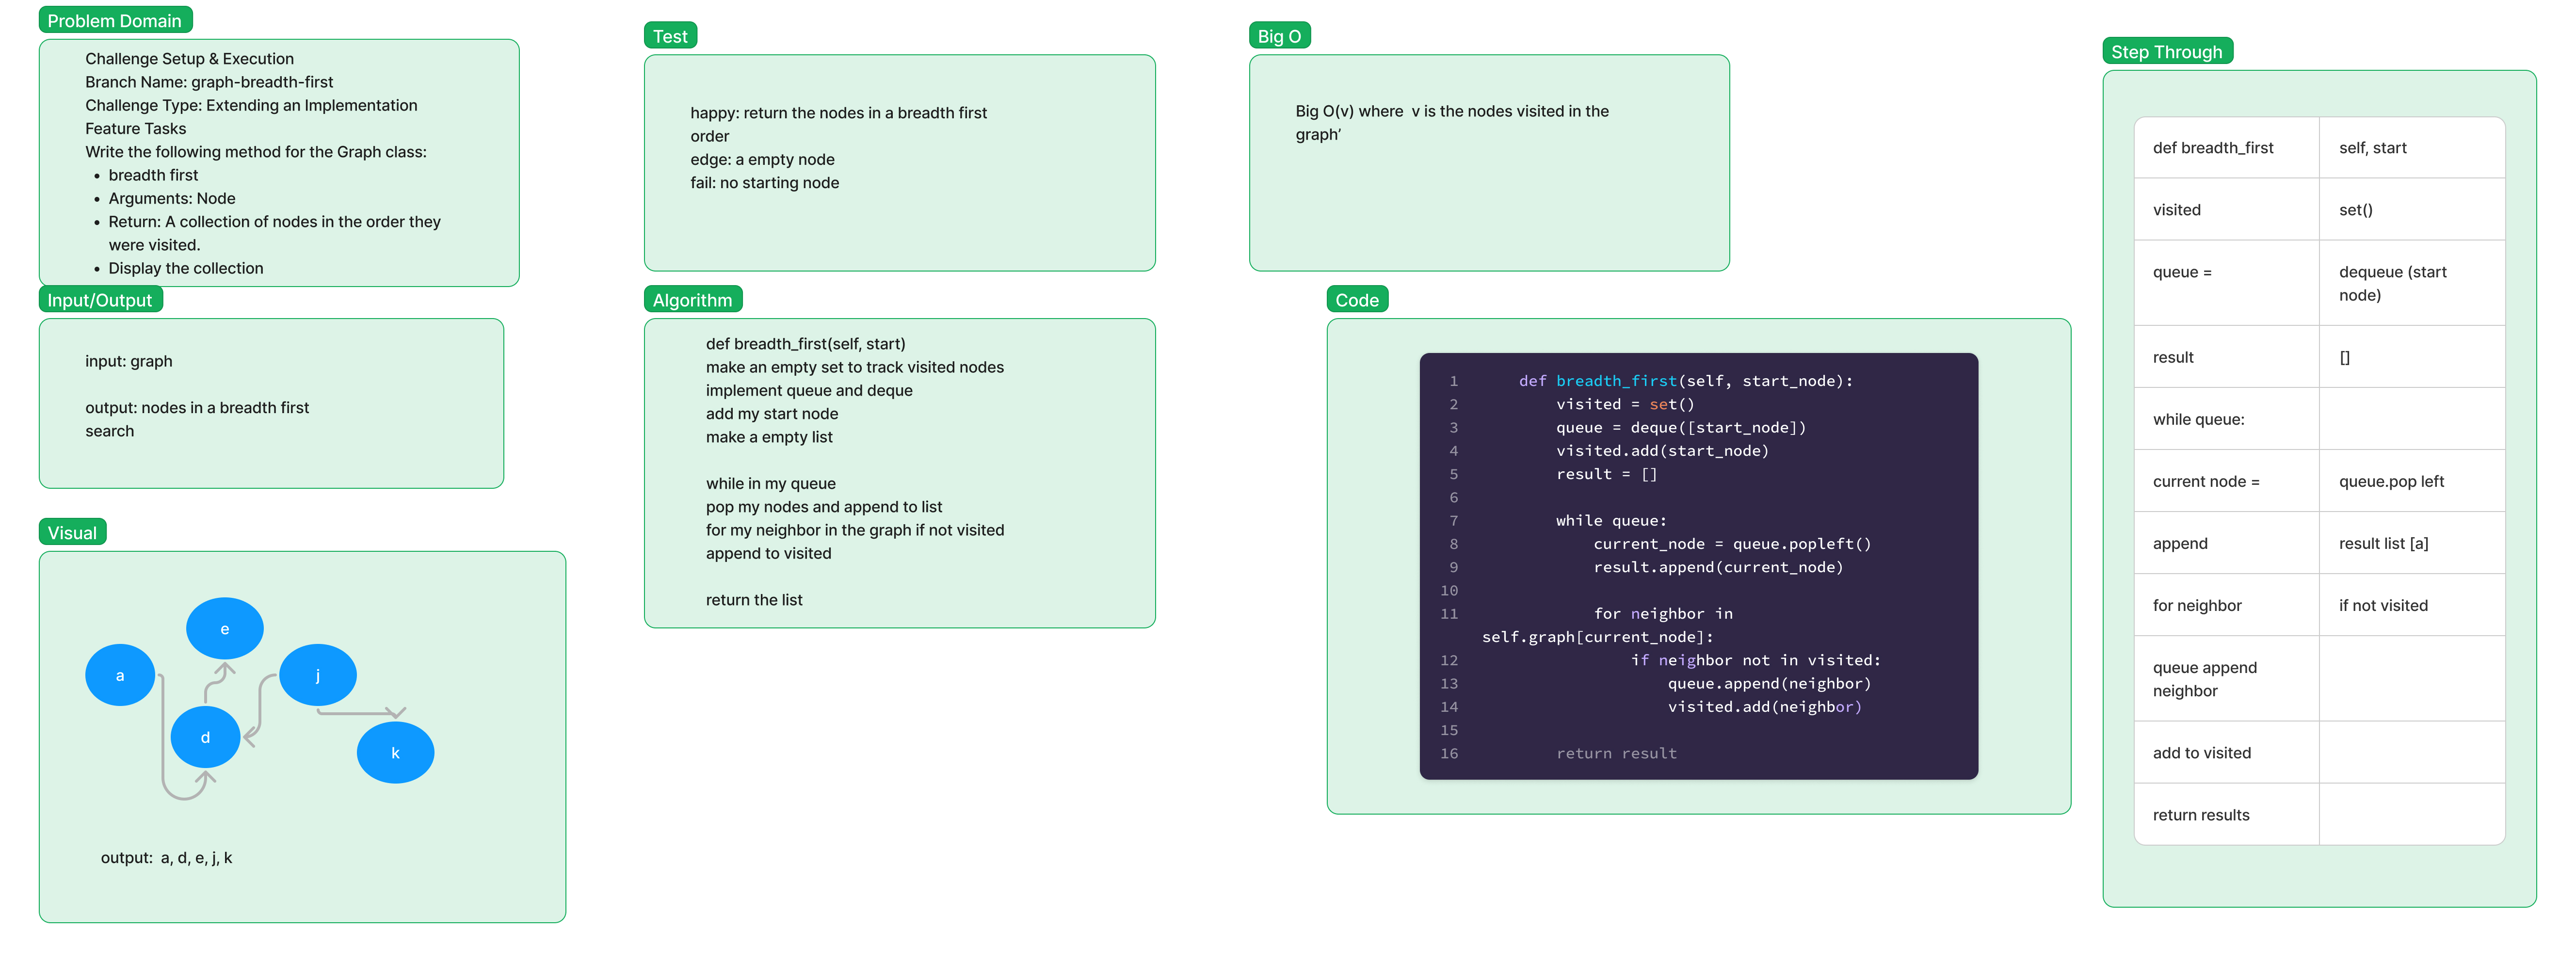 Problem Domain
Challenge Setup & Execution
Branch Name: graph-breadth-first
Challenge Type: Extending an Implementation
Feature Tasks
Write the following method for the Graph class:
• breadth first
• Arguments: Node
• Return: A collection of nodes in the order they
were visited.
• Display the collection
Input/Output
input: graph
output: nodes in a breadth first
search
Visual
e
a
j
d
k
output:  a, d, e, j, k
Test
happy: return the nodes in a breadth first
order
edge: a empty node
fail: no starting node
Algorithm
def breadth_first(self, start)
make an empty set to track visited nodes
implement queue and deque
add my start node
make a empty list
while in my queue
pop my nodes and append to list
for my neighbor in the graph if not visited
append to visited
return the list
Big O
Big O(v) where  v is the nodes visited in the
graph’
Code
1 def breadth_first(self, start_node):
2 visited = set()
3 queue = deque([start_node])
4 visited.add(start_node)
5 result = []
6
7 while queue:
8 current_node = queue.popleft()
9 result.append(current_node)
10
11 for neighbor in
self.graph[current_node]:
12 if neighbor not in visited:
13 queue.append(neighbor)
14 visited.add(neighbor)
15
16 return result
Step Through
def breadth_first self, start
visited set()
queue = dequeue (start
node)
result []
while queue:
current node = queue.pop left
append result list [a]
for neighbor if not visited
queue append
neighbor
add to visited
return results